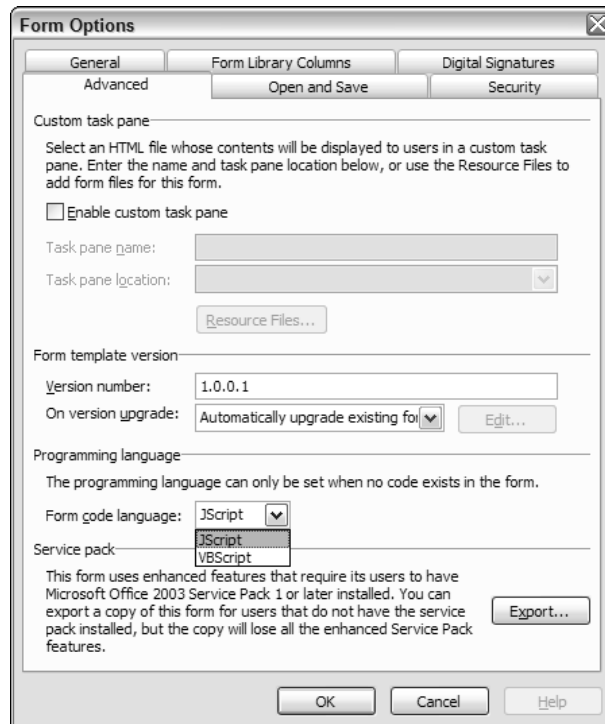 Form Options
General
Form Library Columns
Digital Signatures
Advanced
Open and Save
Security
Custom task pane
Select an HTML file whose contents will be displayed to users in a custom task
pane. Enter the name and task pane location below, or use the Resource Files to
add form files for this form.
Enable custom task pane
Task pane name:
Task pane location:
Resource Files...
Form template version
Version number:
1.0.0.1
On version upgrade:
Automatically upgrade existing for
Edit...
Programming language
The programming language can only be set when no code exists in the form.
Form code language:
JScript
JScript
VBScript
Service pack
This form uses enhanced features that require its users to have
Microsoft Office 2003 Service Pack 1 or later installed. You can
export a copy of this form for users that do not have the service
pack installed, but the copy will lose all the enhanced Service Pack
features.
Export...
OK
Cancel
Help